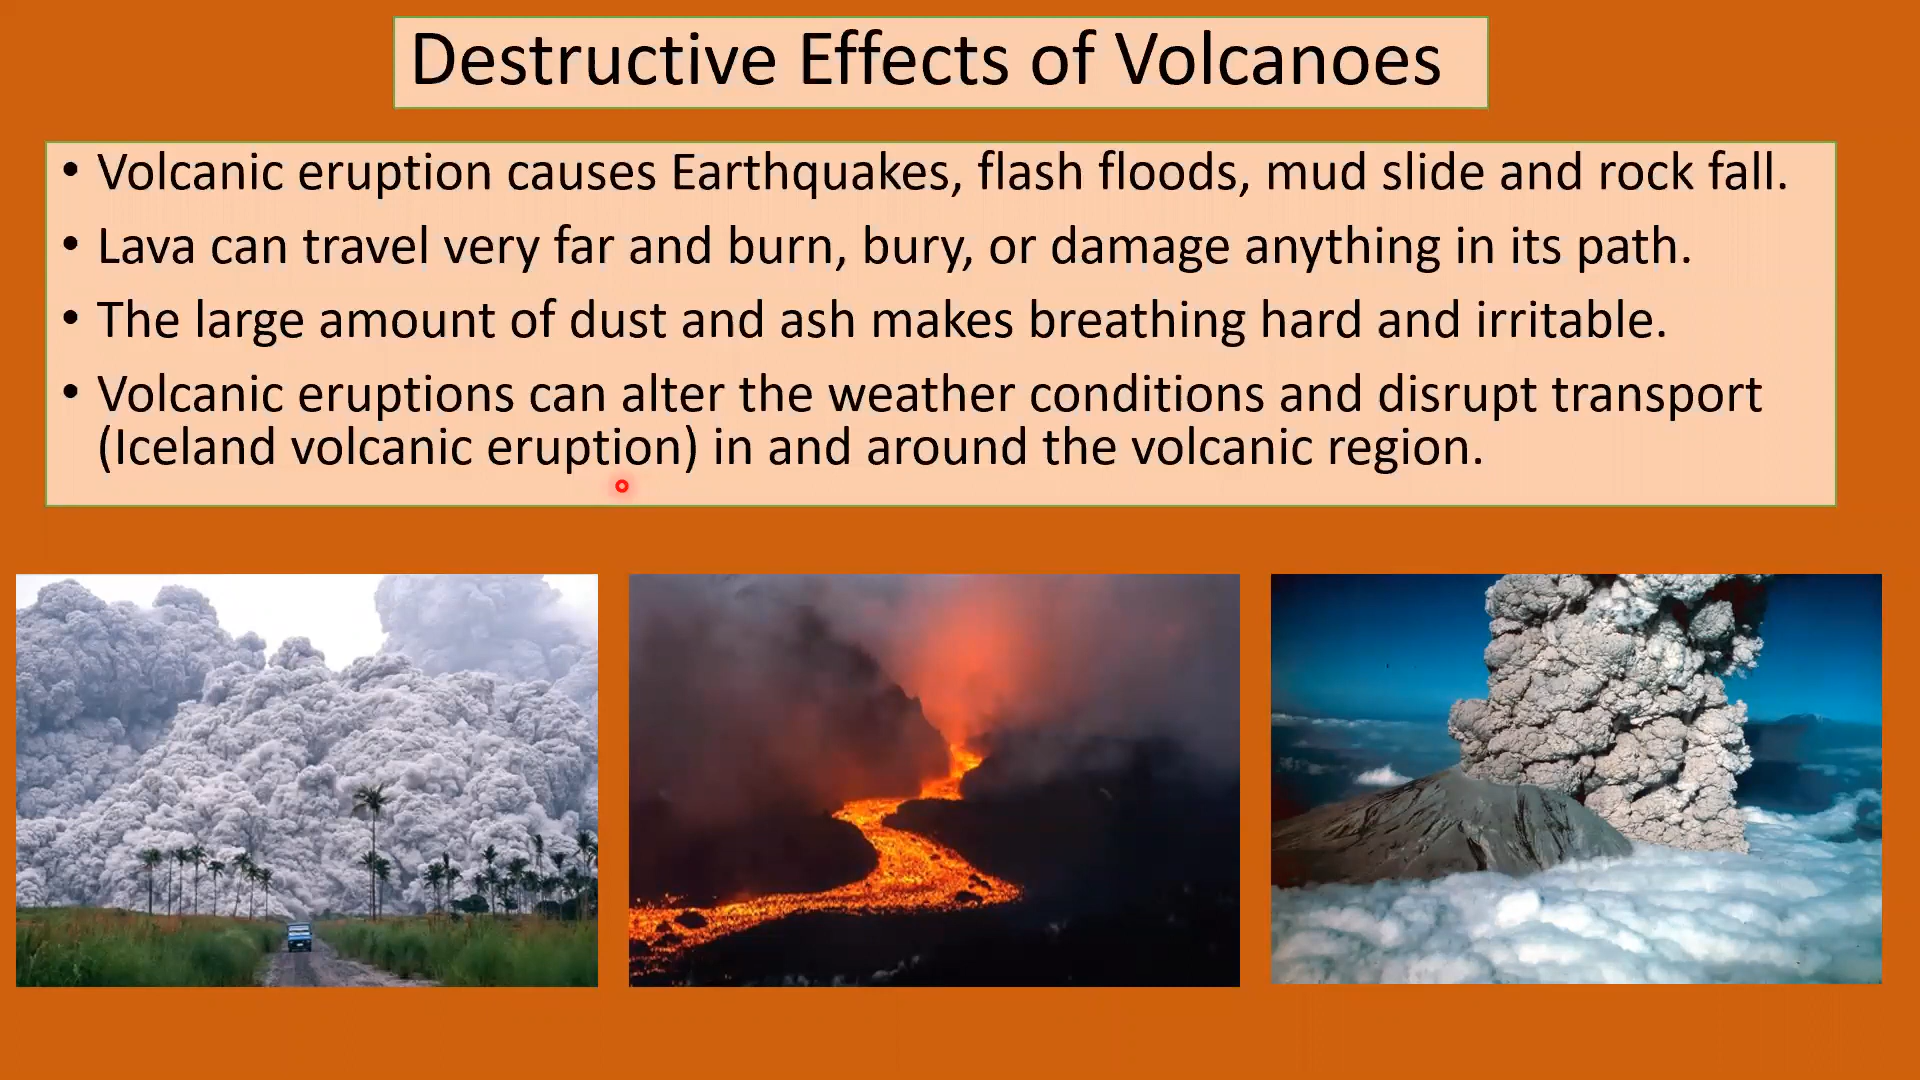 Destructive Effects of Volcanoes
• Volcanic eruption causes Earthquakes, flash floods, mud slide and rock fall.
• Lava can travel very far and burn, bury, or damage anything in its path.
• The large amount of dust and ash makes breathing hard and irritable.
• Volcanic eruptions can alter the weather conditions and disrupt transport
(Iceland volcanic eruption) in and around the volcanic region.